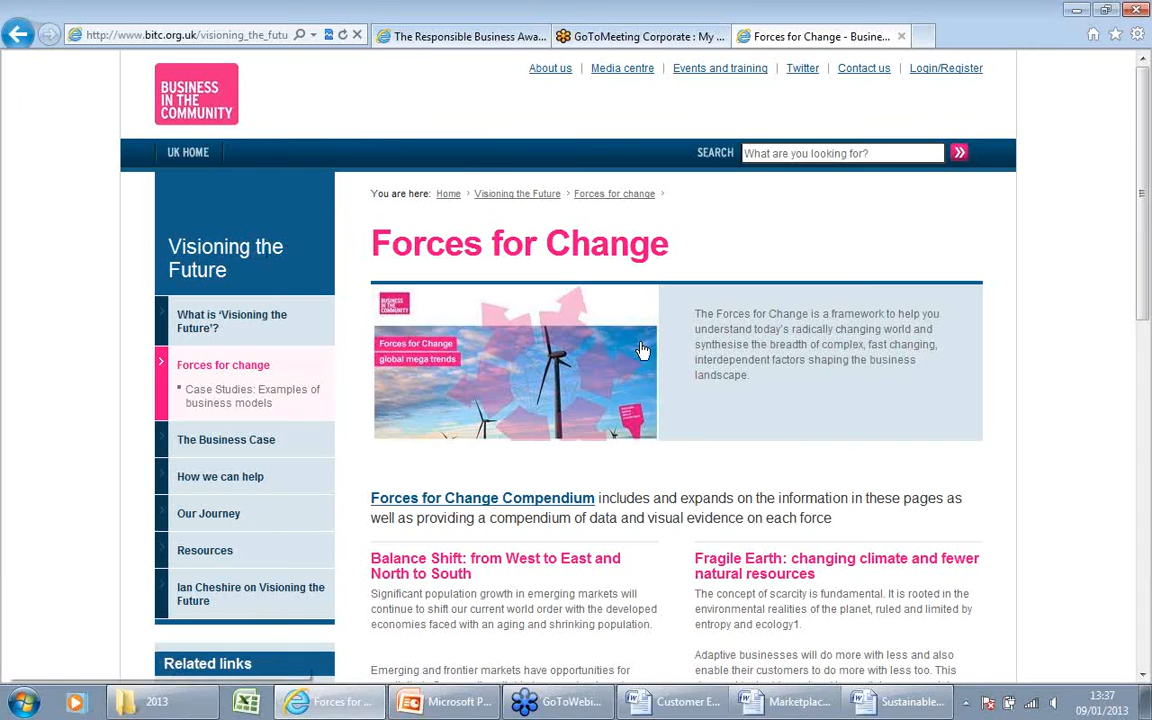 http://www.bitc.org.uk/visioning_the_futu
The Responsible Business Awa...
GoToMeeting Corporate : My ...
Forces for Change - Busine...
BUSINESS
IN THE
COMMUNITY
About us
Media centre
Events and training
Twitter
Contact us
Login/Register
UK HOME
SEARCH
What are you looking for?
You are here: Home › Visioning the Future › Forces for change ›
Visioning the
Future
What is ‘Visioning the
Future’?
Forces for change
Case Studies: Examples of
business models
The Business Case
How we can help
Our Journey
Resources
Ian Cheshire on Visioning the
Future
Related links
Forces for Change
BUSINESS
IN THE
COMMUNITY
Forces for Change
global mega trends
The Forces for Change is a framework to help you
understand today's radically changing world and
synthesise the breadth of complex, fast changing,
interdependent factors shaping the business
landscape.
Forces for Change Compendium includes and expands on the information in these pages as
well as providing a compendium of data and visual evidence on each force
Balance Shift: from West to East and
North to South
Significant population growth in emerging markets will
continue to shift our current world order with the developed
economies faced with an aging and shrinking population.
Emerging and frontier markets have opportunities for
Fragile Earth: changing climate and fewer
natural resources
The concept of scarcity is fundamental. It is rooted in the
environmental realities of the planet, ruled and limited by
entropy and ecology1.
Adaptive businesses will do more with less and also
enable their customers to do more with less too. This
2013
Forces for ...
Microsoft P...
GoToWebi...
Customer E...
Marketplac...
Sustainable...
13:37
09/01/2013